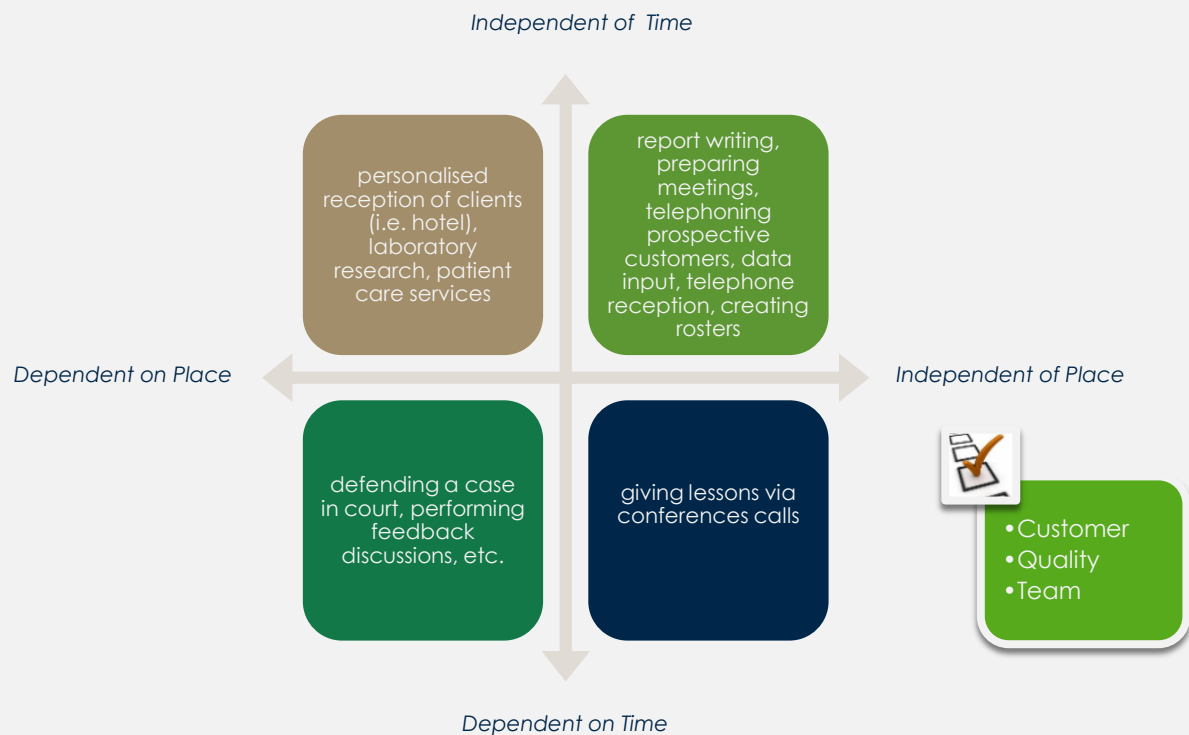 Independent of Time
personalised
reception of clients
(i.e. hotel),
laboratory
research, patient
care services
report writing,
preparing
meetings,
telephoning
prospective
customers, data
input, telephone
reception, creating
rosters
Dependent on Place
Independent of Place
defending a case
in court, performing
feedback
discussions, etc.
giving lessons via
conferences calls
•Customer
•Quality
•Team
Dependent on Time